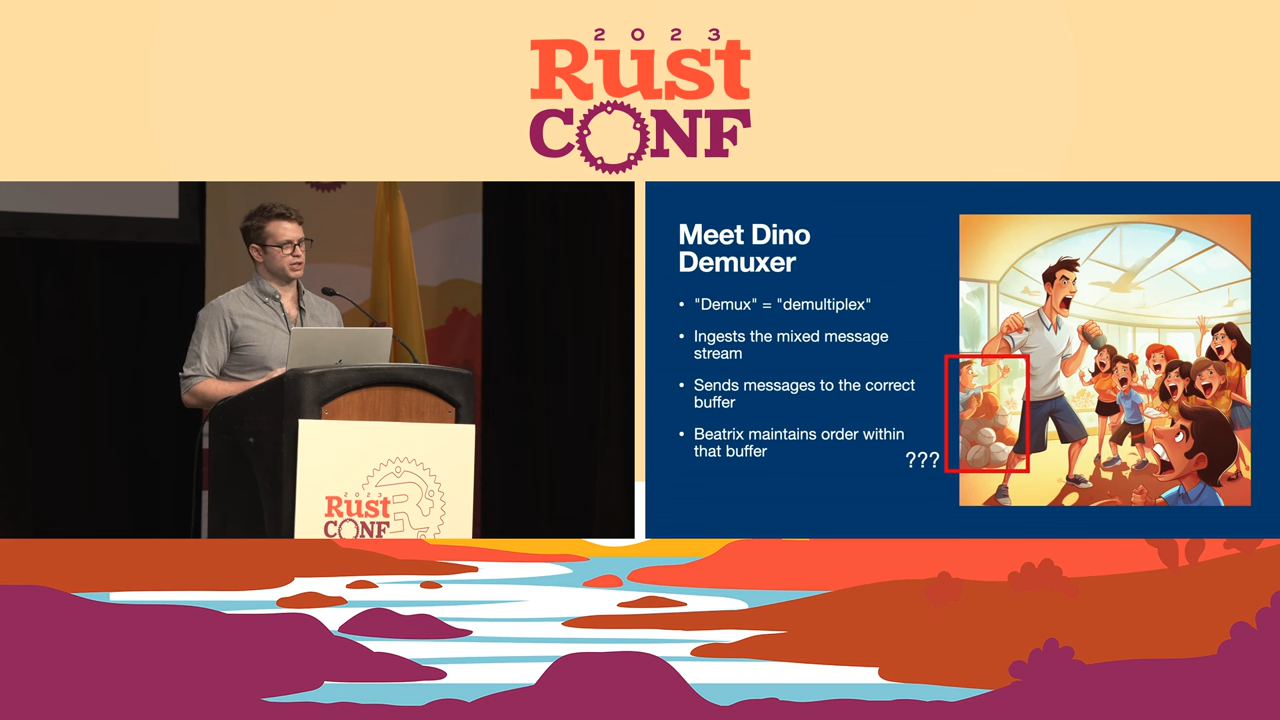 2023
Rust
CONF
Meet Dino
Demuxer
• "Demux" = "demultiplex"
• Ingests the mixed message
stream
• Sends messages to the correct
buffer
• Beatrix maintains order within
that buffer
???
2023
Rust
CONF
R